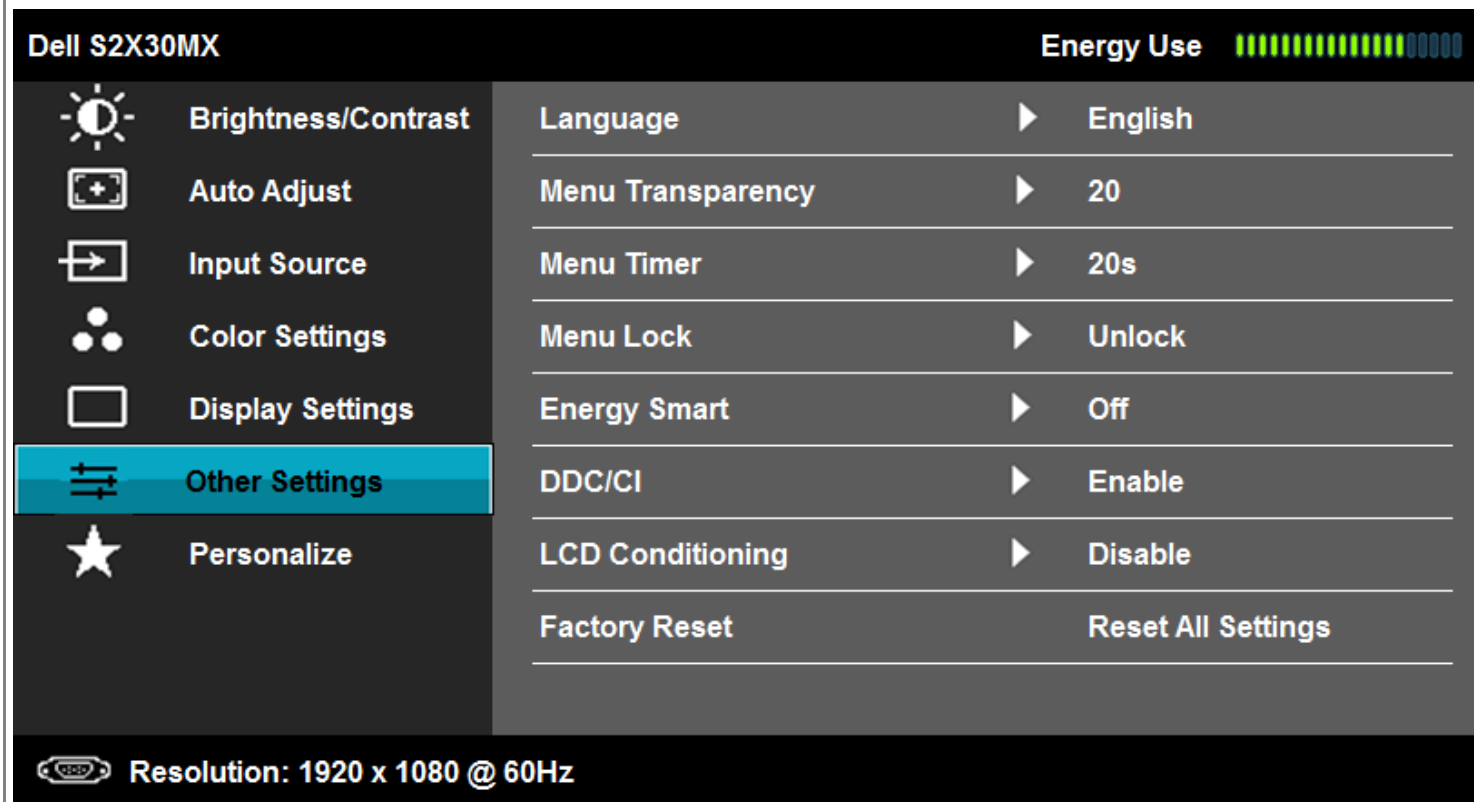 Dell S2X30MX Energy Use
Brightness/Contrast Language English
Auto Adjust Menu Transparency 20
Input Source Menu Timer 20s
Color Settings Menu Lock Unlock
Display Settings Energy Smart Off
Other Settings DDC/CI Enable
Personalize LCD Conditioning Disable
Factory Reset Reset All Settings
Resolution: 1920 x 1080 @ 60Hz